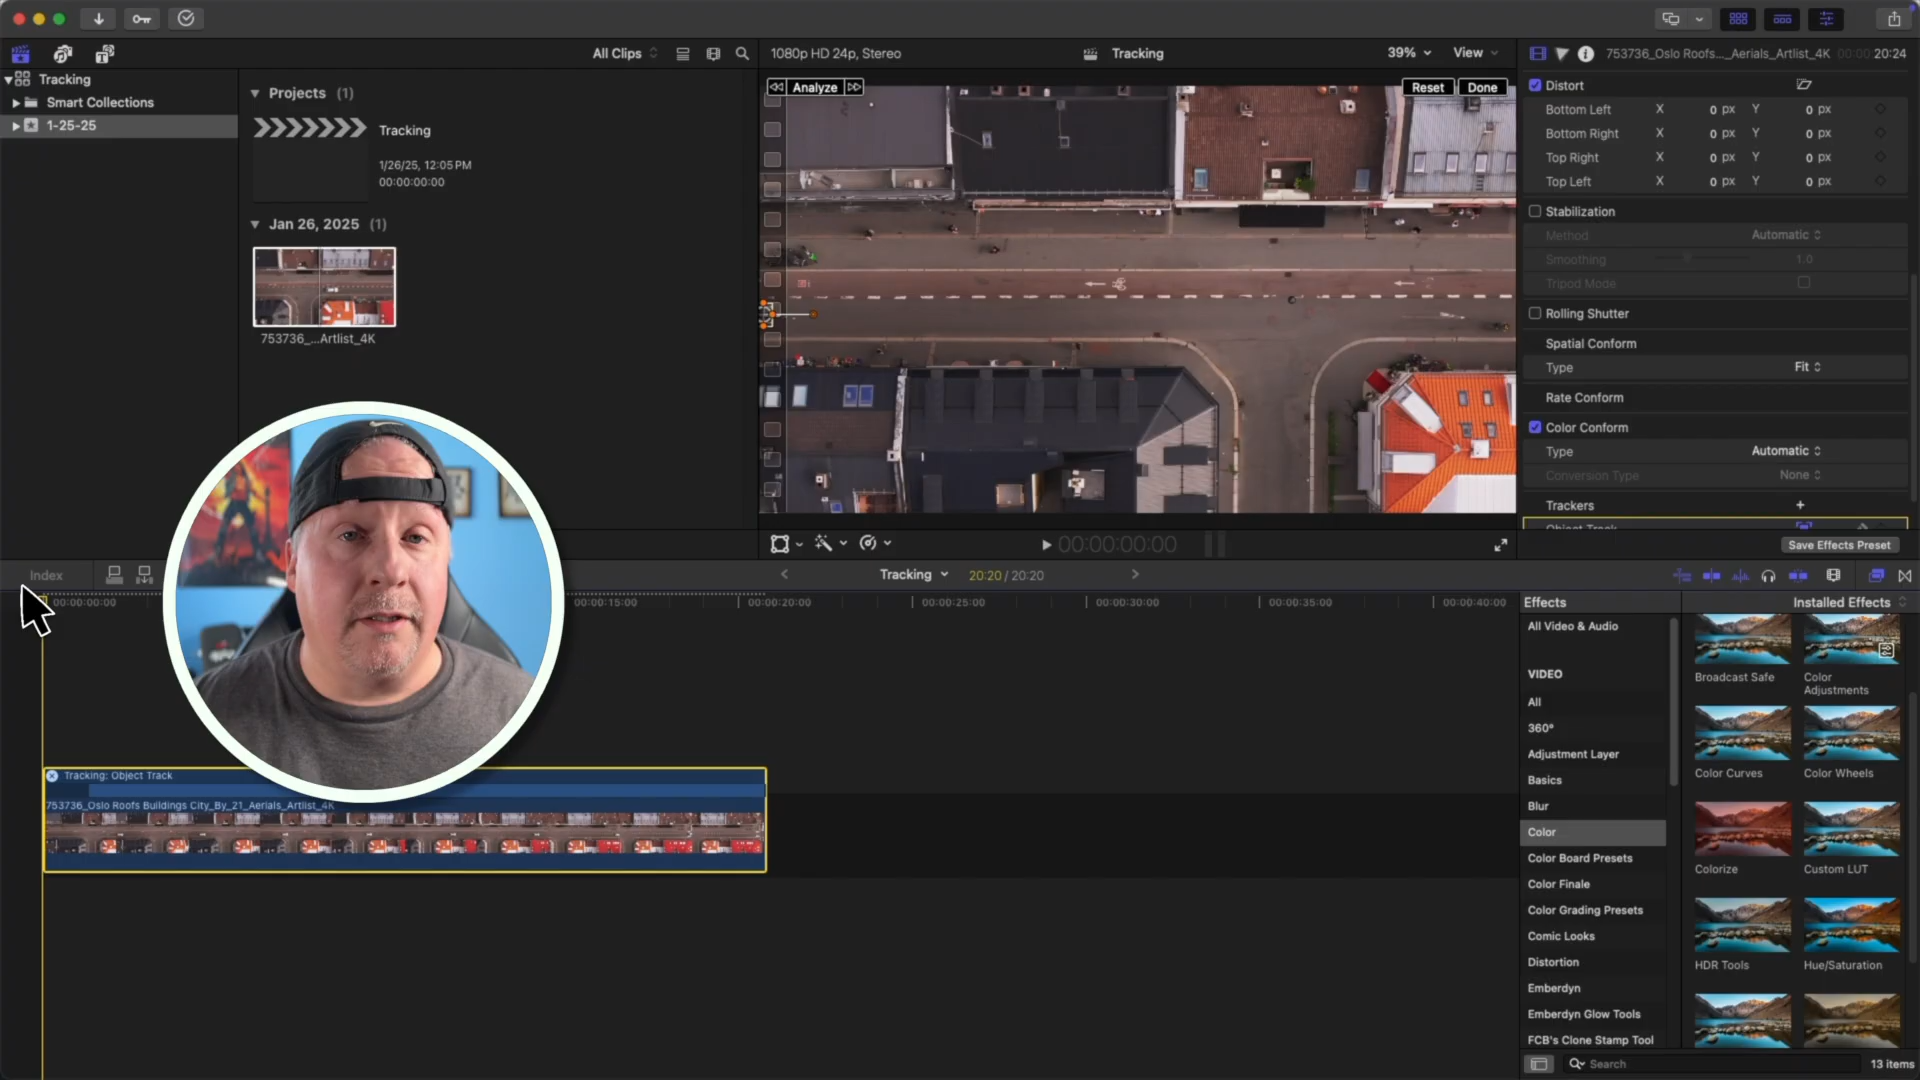 All Clips
1080p HD 24p, Stereo
Tracking
39%
View
753736_Oslo Roofs..._Aerials_Artlist_4K
00:00:20:24
Tracking
Smart Collections
1-25-25
Projects (1)
Tracking
1/26/25, 12:05 PM
00:00:00:00
Jan 26, 2025 (1)
753736_...Artlist_4K
Analyze
Reset
Done
Distort
Bottom Left X 0 px Y 0 px
Bottom Right X 0 px Y 0 px
Top Right X 0 px Y 0 px
Top Left X 0 px Y 0 px
Stabilization
Method Automatic
Smoothing 1.0
Tripod Mode
Rolling Shutter
Spatial Conform
Type Fit
Rate Conform
Color Conform
Type Automatic
Conversion Type None
Trackers
Object Track
Save Effects Preset
00:00:00:00
Index
Tracking
20:20 / 20:20
00:00:00:00
00:00:15:00
00:00:20:00
00:00:25:00
00:00:30:00
00:00:35:00
00:00:40:00
Tracking: Object Track
753736_Oslo Roofs Buildings City_By_21_Aerials_Artlist_4K
Effects
Installed Effects
All Video & Audio
VIDEO
All
360°
Adjustment Layer
Basics
Blur
Color
Color Board Presets
Color Finale
Color Grading Presets
Comic Looks
Distortion
Emberdyn
Emberdyn Glow Tools
FCB's Clone Stamp Tool
Broadcast Safe
Color
Adjustments
Color Curves
Color Wheels
Colorize
Custom LUT
HDR Tools
Hue/Saturation
Search
13 items